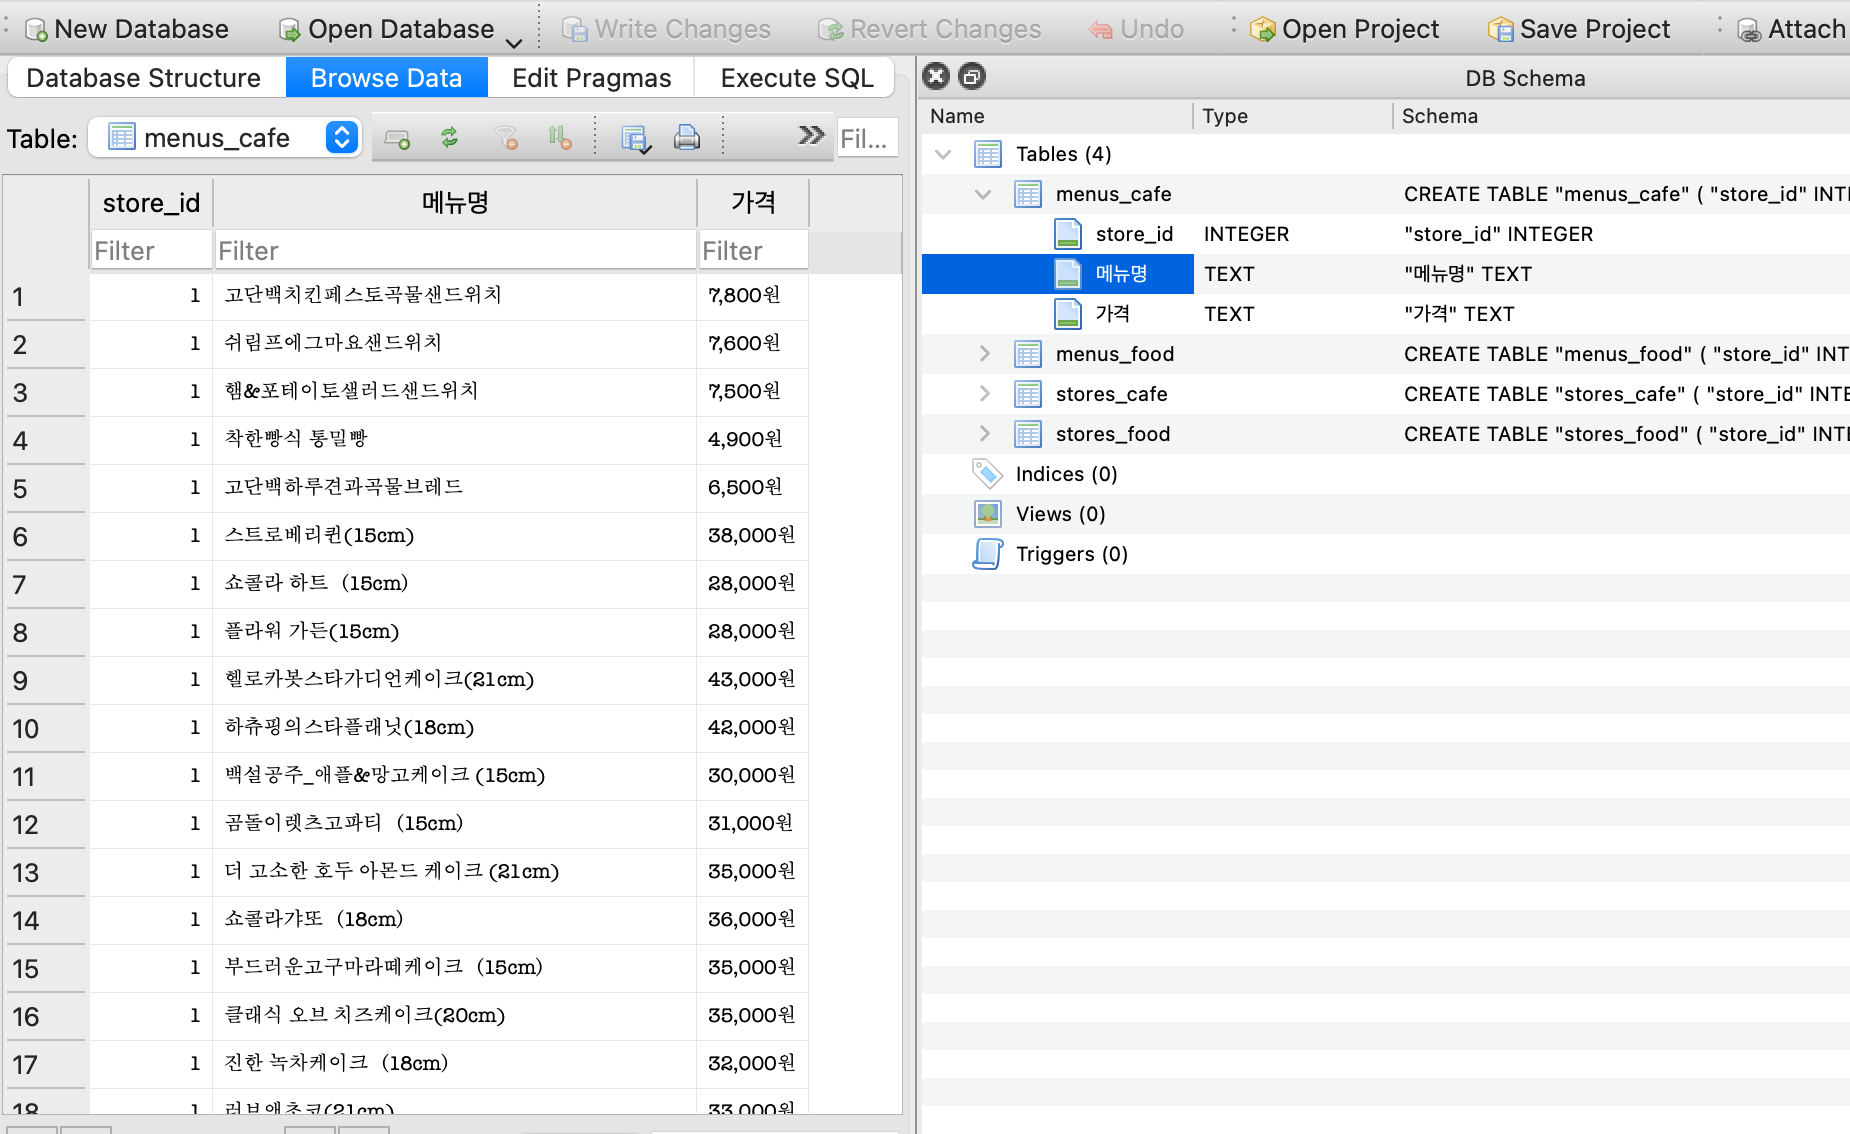 New Database Open Database Write Changes Revert Changes Undo Open Project Save Project Attach
Database Structure Browse Data Edit Pragmas Execute SQL
Table: menus_cafe Fil...
store_id 메뉴명 가격
Filter Filter Filter
1 1 고단백치킨페스토곡물샌드위치 7,800원
2 1 쉬림프에그마요샌드위치 7,600원
3 1 햄&포테이토샐러드샌드위치 7,500원
4 1 착한빵식 통밀빵 4,900원
5 1 고단백하루견과곡물브레드 6,500원
6 1 스트로베리퀸(15cm) 38,000원
7 1 쇼콜라 하트 (15cm) 28,000원
8 1 플라워 가든(15cm) 28,000원
9 1 헬로카봇스타가디언케이크(21cm) 43,000원
10 1 하츄핑의스타플래닛(18cm) 42,000원
11 1 백설공주_애플&망고케이크 (15cm) 30,000원
12 1 곰돌이렛츠고파티 (15cm) 31,000원
13 1 더 고소한 호두 아몬드 케이크 (21cm) 35,000원
14 1 쇼콜라갸또 (18cm) 36,000원
15 1 부드러운고구마라떼케이크 (15cm) 35,000원
16 1 클래식 오브 치즈케이크(20cm) 35,000원
17 1 진한 녹차케이크 (18cm) 32,000원
18 1 러브앤초코(21cm) 33,000원
DB Schema
Name Type Schema
Tables (4)
menus_cafe CREATE TABLE "menus_cafe" ( "store_id" INTE
store_id INTEGER "store_id" INTEGER
메뉴명 TEXT "메뉴명" TEXT
가격 TEXT "가격" TEXT
menus_food CREATE TABLE "menus_food" ( "store_id" INT
stores_cafe CREATE TABLE "stores_cafe" ( "store_id" INTE
stores_food CREATE TABLE "stores_food" ( "store_id" INTE
Indices (0)
Views (0)
Triggers (0)